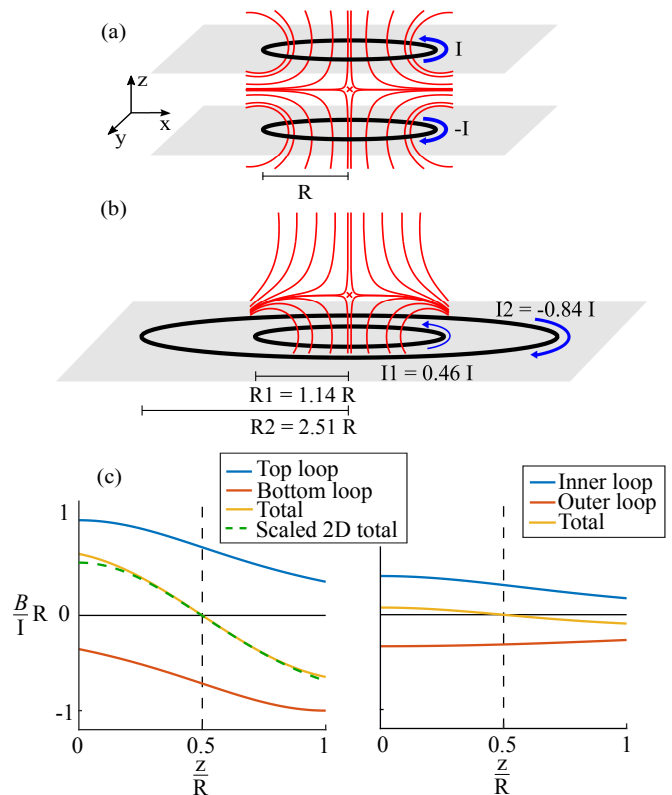 (a)
I
z
x
y
-I
R
(b)
I2 = -0.84 I
I1 = 0.46 I
R1 = 1.14 R
R2 = 2.51 R
(c)
Top loop
Bottom loop
Total
Scaled 2D total
Inner loop
Outer loop
Total
1
0
-1
B
I
R
0
0.5
1
z
R
0
0.5
1
z
R